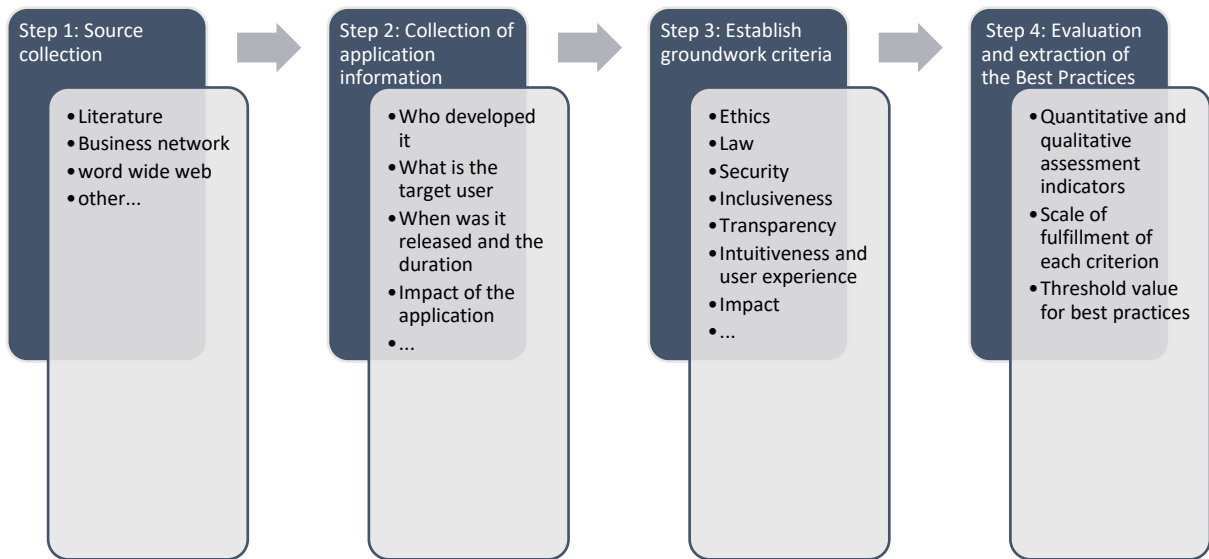 Step 1: Source
collection
•Literature
•Business network
•word wide web
•other...
Step 2: Collection of
application
information
•Who developed
it
•What is the
target user
•When was it
released and the
duration
•Impact of the
application
•...
Step 3: Establish
groundwork criteria
•Ethics
•Law
•Security
•Inclusiveness
•Transparency
•Intuitiveness and
user experience
•Impact
•...
Step 4: Evaluation
and extraction of
the Best Practices
•Quantitative and
qualitative
assessment
indicators
•Scale of
fulfillment of
each criterion
•Threshold value
for best practices